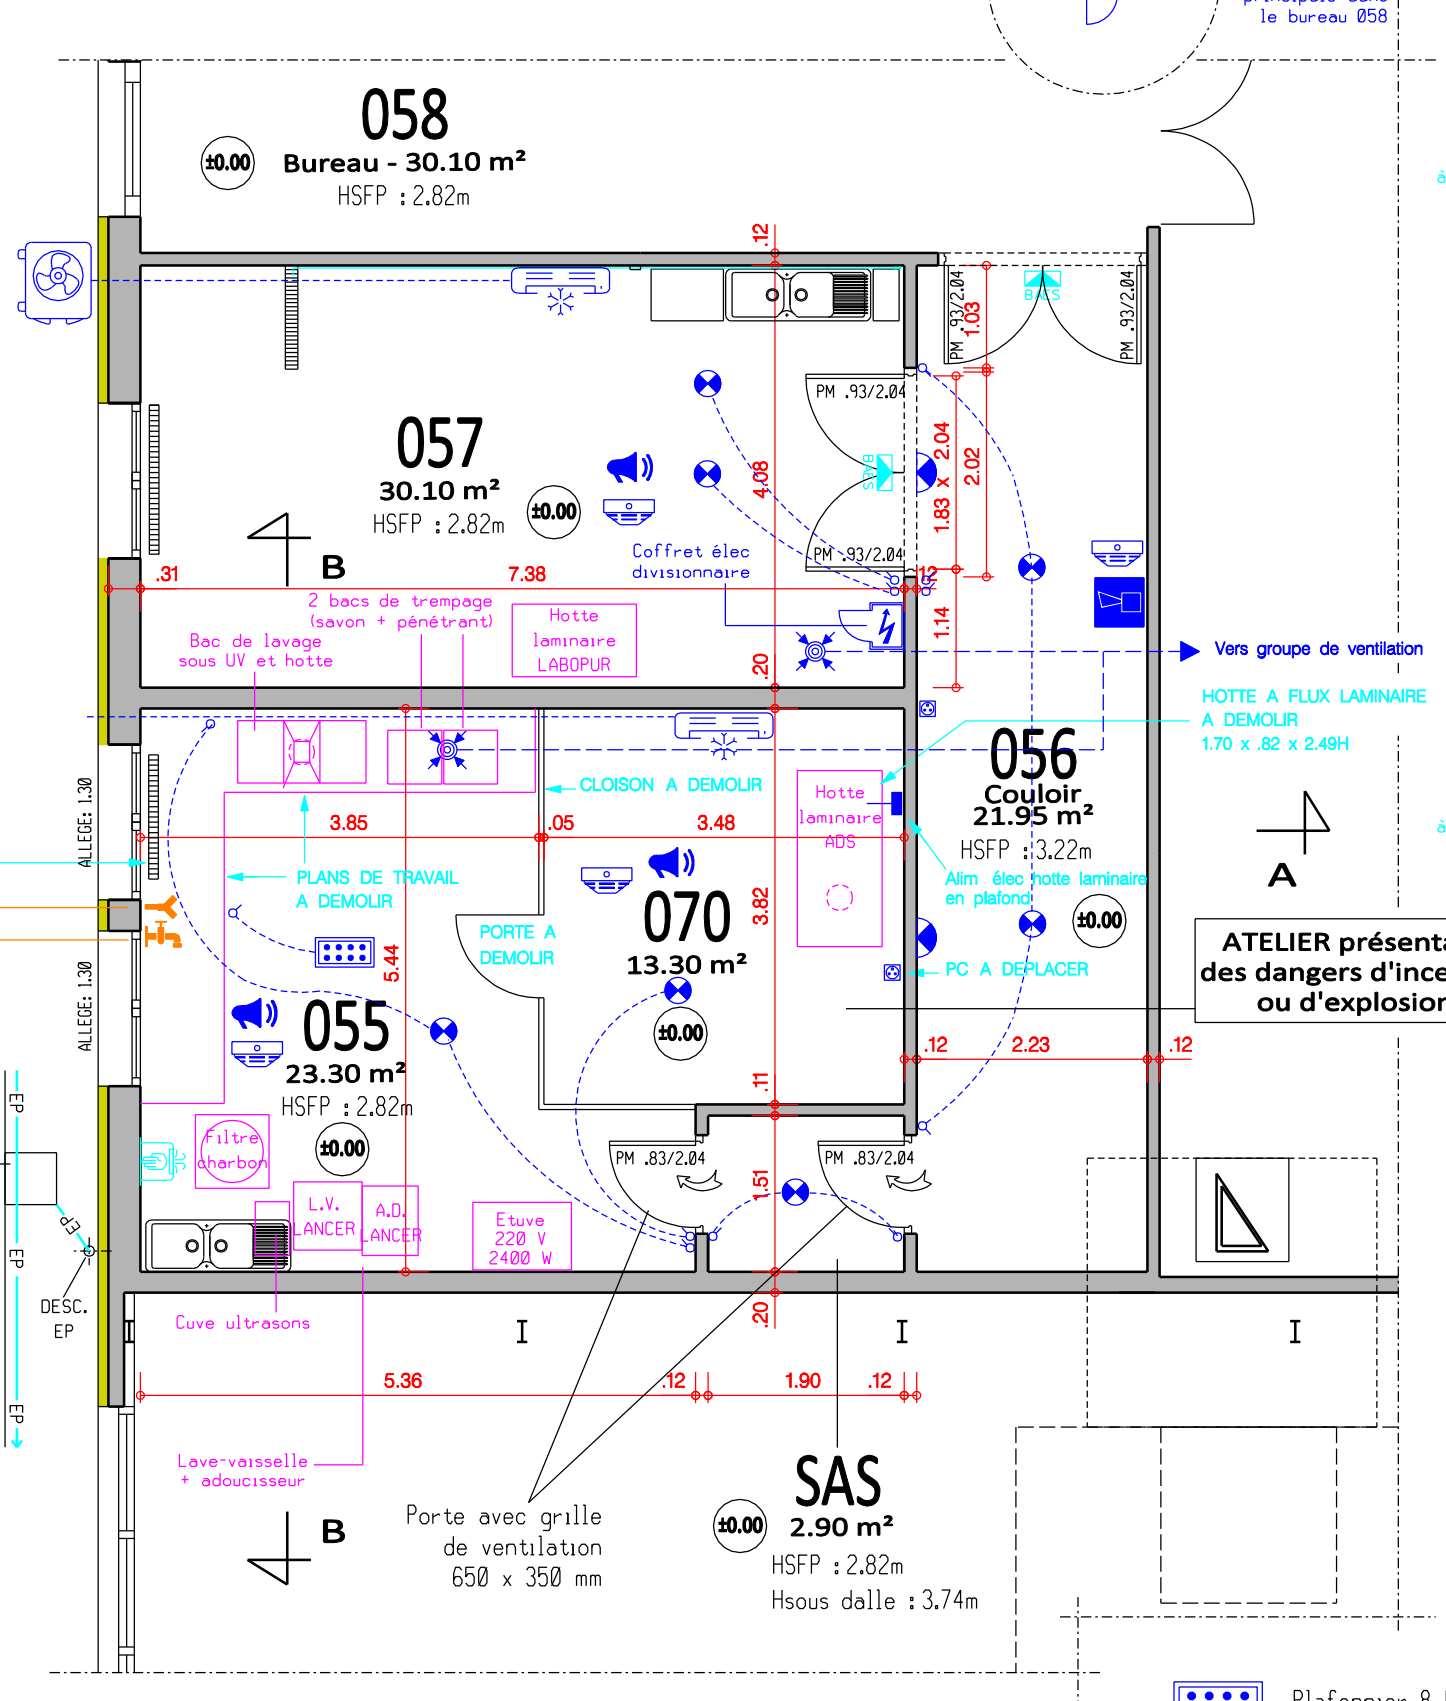 le bureau 058
058
±0.00
Bureau - 30.10 m²
HSFP : 2.82m
.12
PM .93/2.04
1.03
BAES
PM .93/2.04
PM .93/2.04
057
30.10 m²
HSFP : 2.82m
±0.00
4.08
BAES
1.83 x 2.04
2.02
PM .93/2.04
B
Coffret élec
divisionnaire
.31
7.38
12
1.14
2 bacs de trempage
(savon + pénétrant)
Hotte
laminaire
LABOPUR
Bac de lavage
sous UV et hotte
.20
Vers groupe de ventilation
HOTTE A FLUX LAMINAIRE
A DEMOLIR
1.70 x .82 x 2.49H
056
Couloir
21.95 m²
HSFP : 3.22m
ALLEGE: 1.30
CLOISON A DEMOLIR
Hotte
laminaire
ADS
3.85
.05
3.48
PLANS DE TRAVAIL
A DEMOLIR
A
Alim élec hotte laminaire
en plafond
070
13.30 m²
±0.00
3.82
±0.00
PORTE A
DEMOLIR
PC A DEPLACER
ATELIER présenta
des dangers d'ince
ou d'explosion
5.44
ALLEGE: 1.30
055
23.30 m²
HSFP : 2.82m
±0.00
.12
2.23
.12
.11
EP
Filtre
charbon
PM .83/2.04
PM .83/2.04
1.51
L.V.
LANCER
A.D.
LANCER
Etuve
220 V
2400 W
EP
EP
DESC.
EP
Cuve ultrasons
.20
I
I
I
I
5.36
.12
1.90
.12
EP
Lave-vaisselle
+ adoucisseur
B
Porte avec grille
de ventilation
650 x 350 mm
SAS
±0.00
2.90 m²
HSFP : 2.82m
Hsous dalle : 3.74m